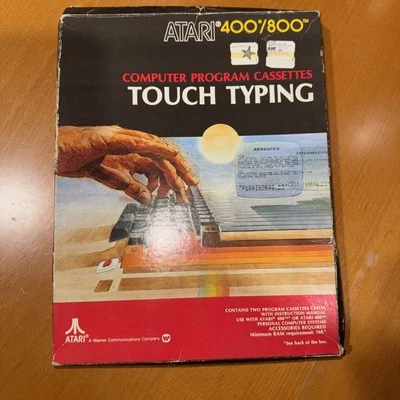 ATARI® 400™/800™
COMPUTER PROGRAM CASSETTES
TOUCH TYPING
ADVANCED
CONTAINS TWO PROGRAM CASSETTES
WITH INSTRUCTION MANUAL
USE WITH ATARI® 400™ OR ATARI 800™
PERSONAL COMPUTER SYSTEMS
ACCESSORIES REQUIRED
Minimum RAM requirement: 16K*
*See back of the box
ATARI®
A Warner Communications Company